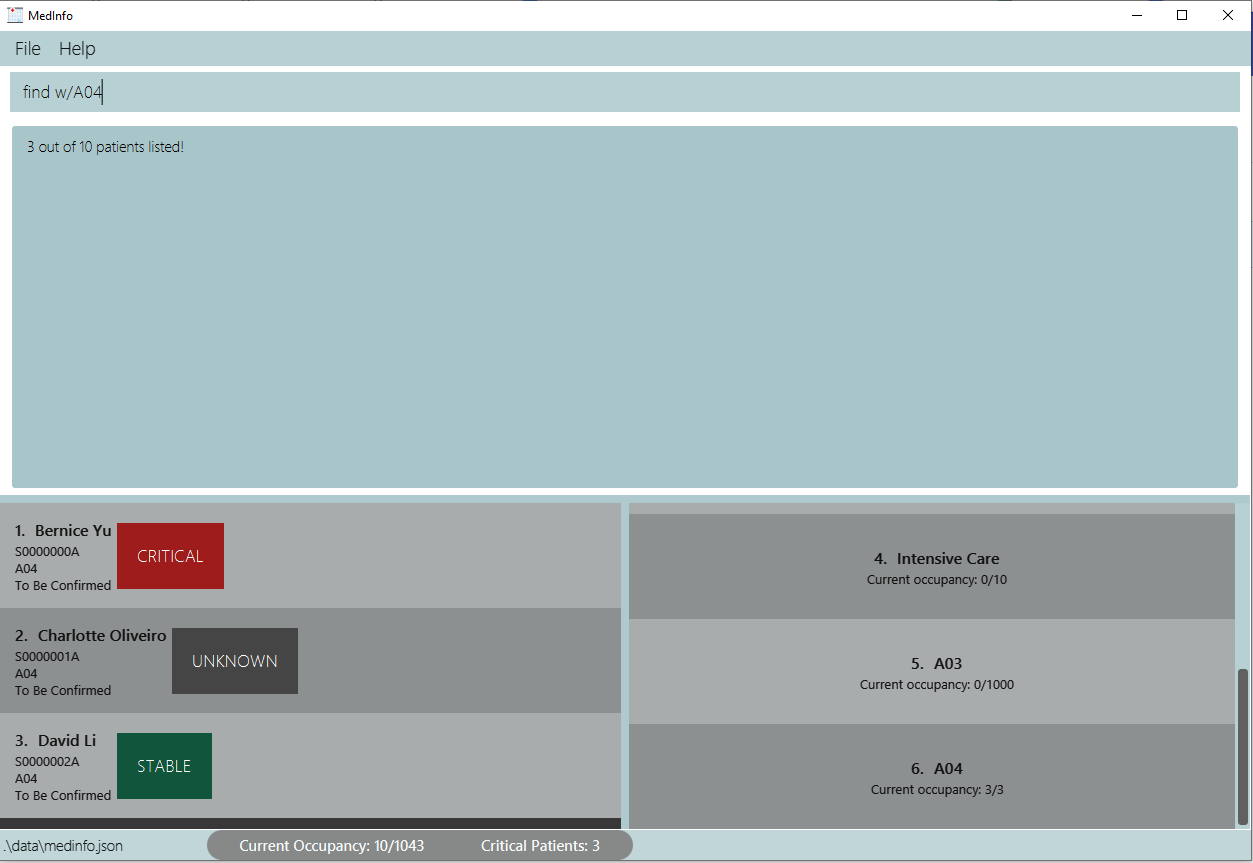 MedInfo
File Help
find w/A04
3 out of 10 patients listed!
1. Bernice Yu
S0000000A
A04
To Be Confirmed
CRITICAL
2. Charlotte Oliveiro
S0000001A
A04
To Be Confirmed
UNKNOWN
3. David Li
S0000002A
A04
To Be Confirmed
STABLE
4. Intensive Care
Current occupancy: 0/10
5. A03
Current occupancy: 0/1000
6. A04
Current occupancy: 3/3
.\data\medinfo.json
Current Occupancy: 10/1043 Critical Patients: 3